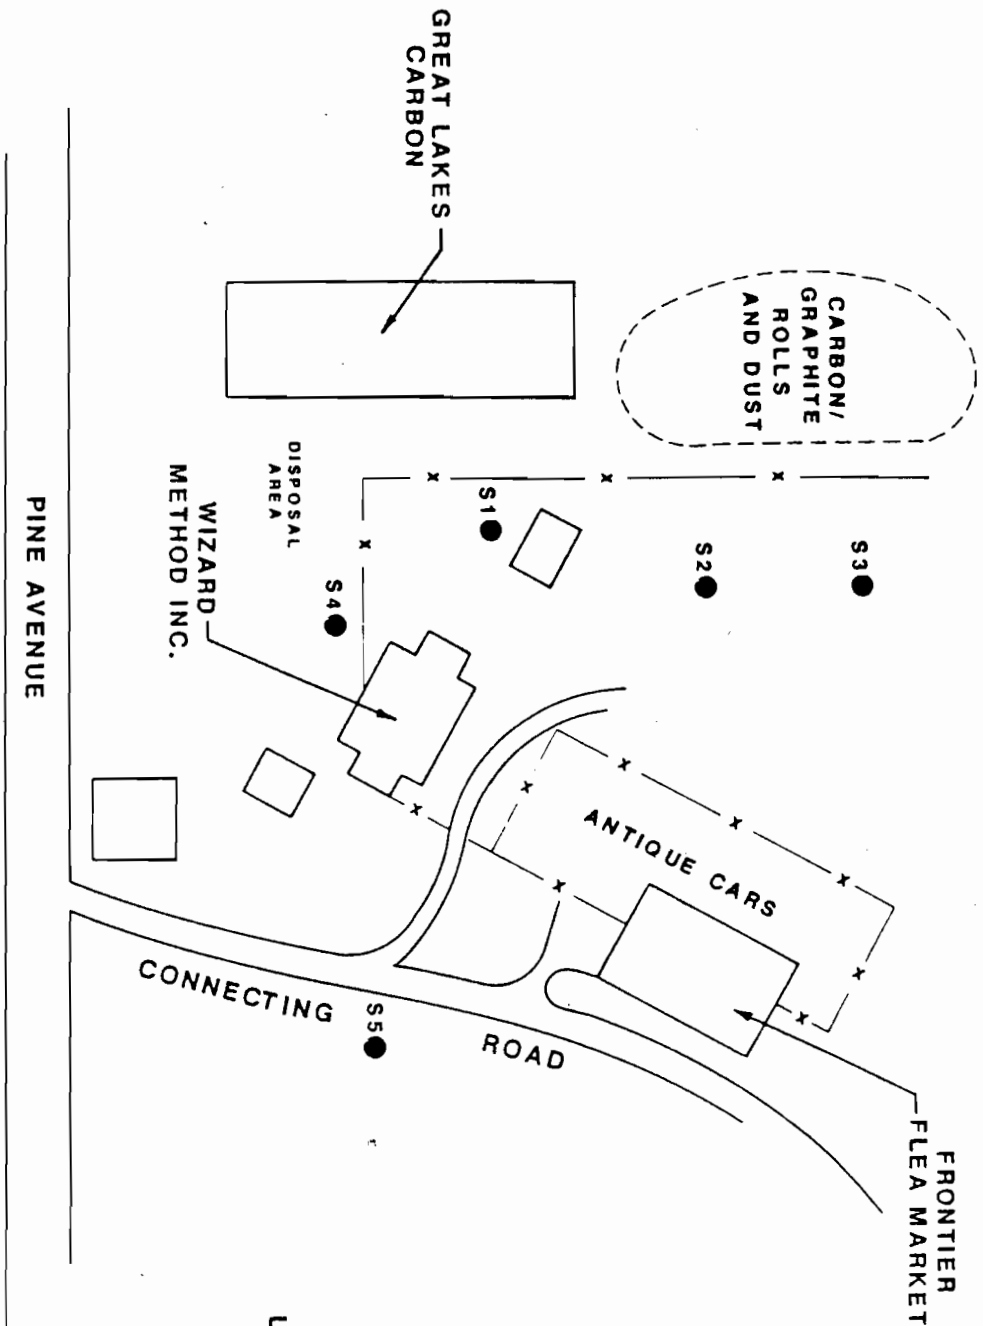 GREAT LAKES
CARBON
CARBON/
GRAPHITE
ROLLS
AND DUST
DISPOSAL
AREA
S1
S2
S3
S4
WIZARD
METHOD INC.
PINE AVENUE
ANTIQUE CARS
CONNECTING
ROAD
S5
FRONTIER
FLEA MARKET
x
x
x
x
x
x
x
x
x
x
x
x